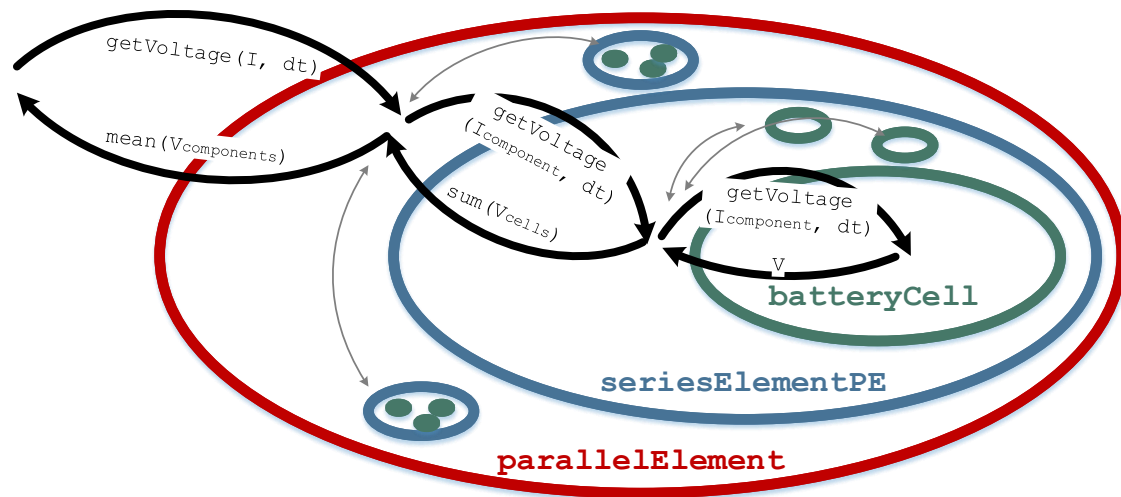 getVoltage(I, dt)
mean(Vcomponents)
getVoltage
(Icomponent, dt)
sum(Vcells)
getVoltage
(Icomponent, dt)
V
batteryCell
seriesElementPE
parallelElement